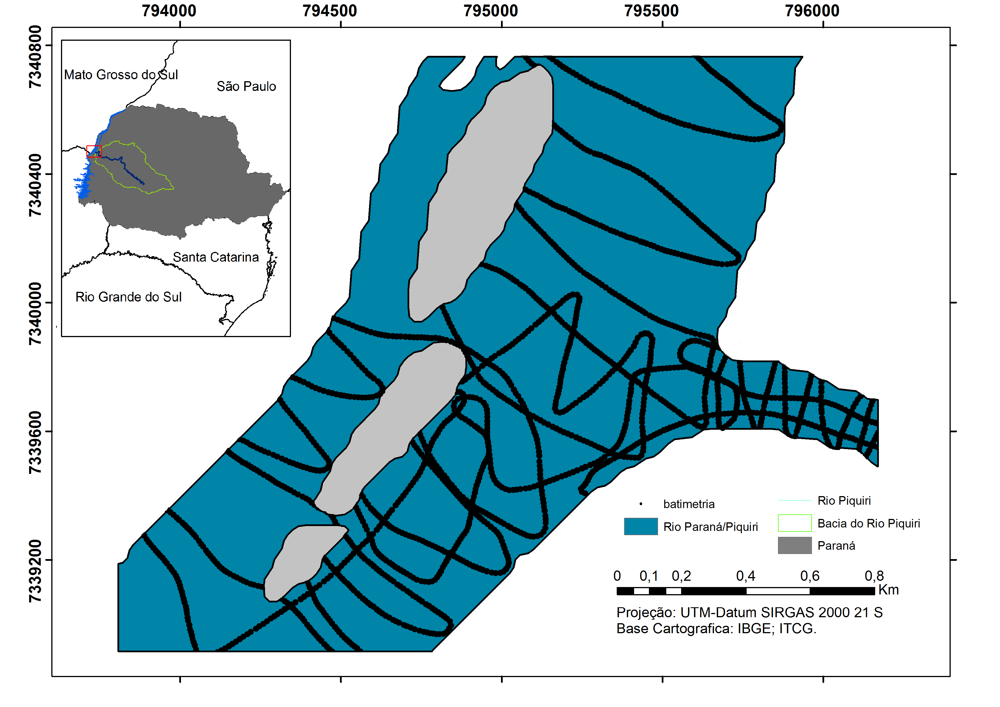 794000 794500 795000 795500 796000
7340800
7340400
7340000
7339600
7339200
Mato Grosso do Sul
São Paulo
Santa Catarina
Rio Grande do Sul
batimetria
Rio Paraná/Piquiri
Rio Piquiri
Bacia do Rio Piquiri
Paraná
0 0,1 0,2 0,4 0,6 0,8
Km
Projeção: UTM-Datum SIRGAS 2000 21 S
Base Cartografica: IBGE; ITCG.